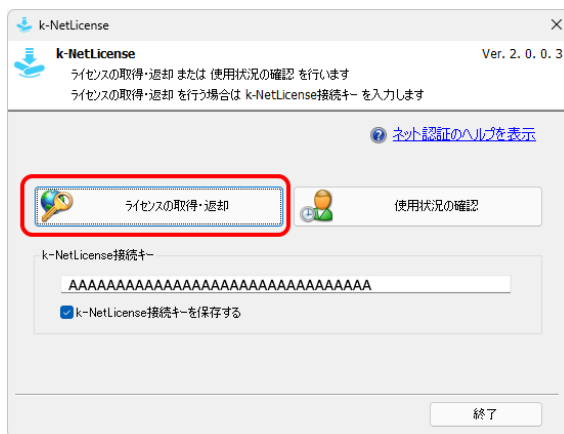 k-NetLicense
k-NetLicense
Ver. 2. 0. 0. 3
ライセンスの取得・返却 または 使用状況の確認 を行います
ライセンスの取得・返却 を行う場合は k-NetLicense接続キー を入力します
ネット認証のヘルプを表示
ライセンスの取得・返却
使用状況の確認
k-NetLicense接続キー
AAAAAAAAAAAAAAAAAAAAAAAAAAAAAAAA
k-NetLicense接続キーを保存する
終了